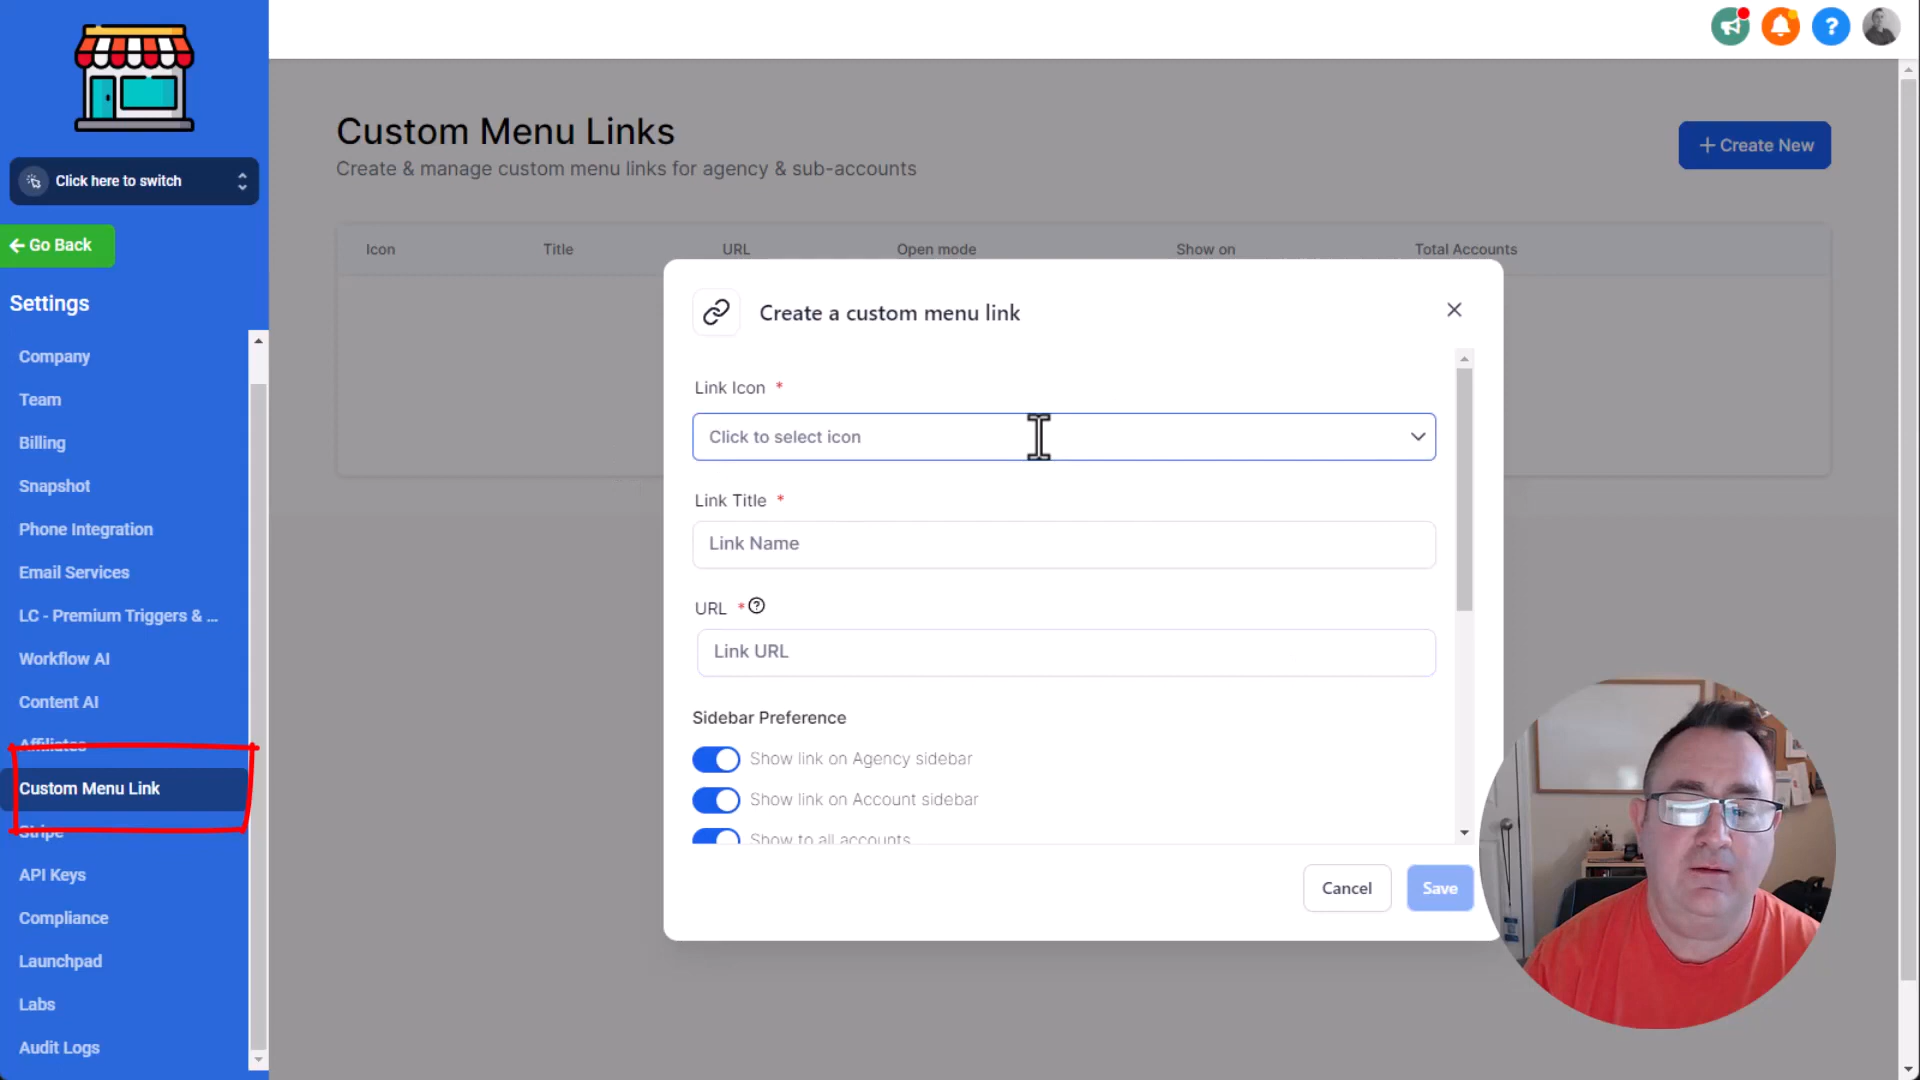 Click here to switch
Go Back
Settings
Company
Team
Billing
Snapshot
Phone Integration
Email Services
LC - Premium Triggers & ...
Workflow AI
Content AI
Affiliates
Custom Menu Link
Stripe
API Keys
Compliance
Launchpad
Labs
Audit Logs
Custom Menu Links
Create & manage custom menu links for agency & sub-accounts
+ Create New
Icon Title URL Open mode Show on Total Accounts
Create a custom menu link
Link Icon *
Click to select icon
Link Title *
Link Name
URL * ?
Link URL
Sidebar Preference
Show link on Agency sidebar
Show link on Account sidebar
Show to all accounts
Cancel Save
?